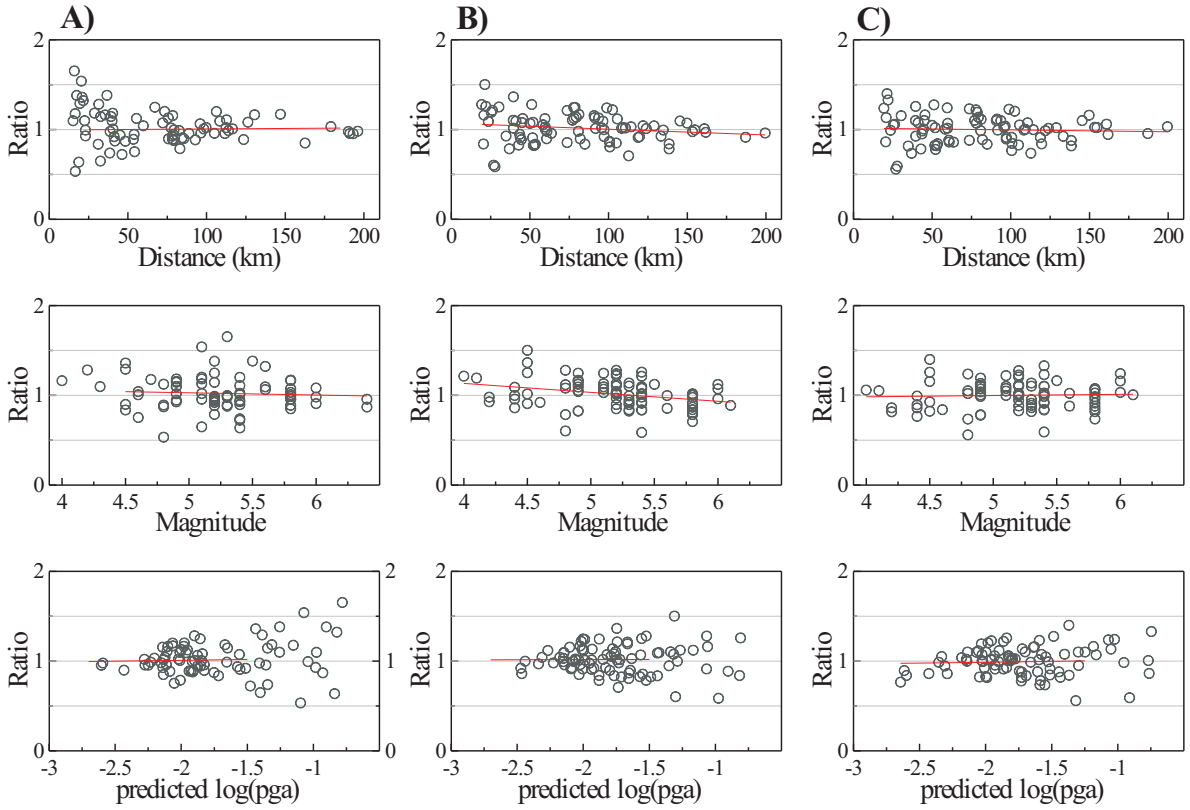 A) B) C)
2 2 2
Ratio Ratio Ratio
1 1 1
0 0 0
0 50 100 150 200 0 50 100 150 200 0 50 100 150 200
Distance (km) Distance (km) Distance (km)
2 2 2
Ratio Ratio Ratio
1 1 1
0 0 0
4 4.5 5 5.5 6 4 4.5 5 5.5 6 4 4.5 5 5.5 6
Magnitude Magnitude Magnitude
2 2 2 2
Ratio Ratio Ratio
1 1 1 1
0 0 0 0
-3 -2.5 -2 -1.5 -1 -3 -2.5 -2 -1.5 -1 -3 -2.5 -2 -1.5 -1
predicted log(pga) predicted log(pga) predicted log(pga)